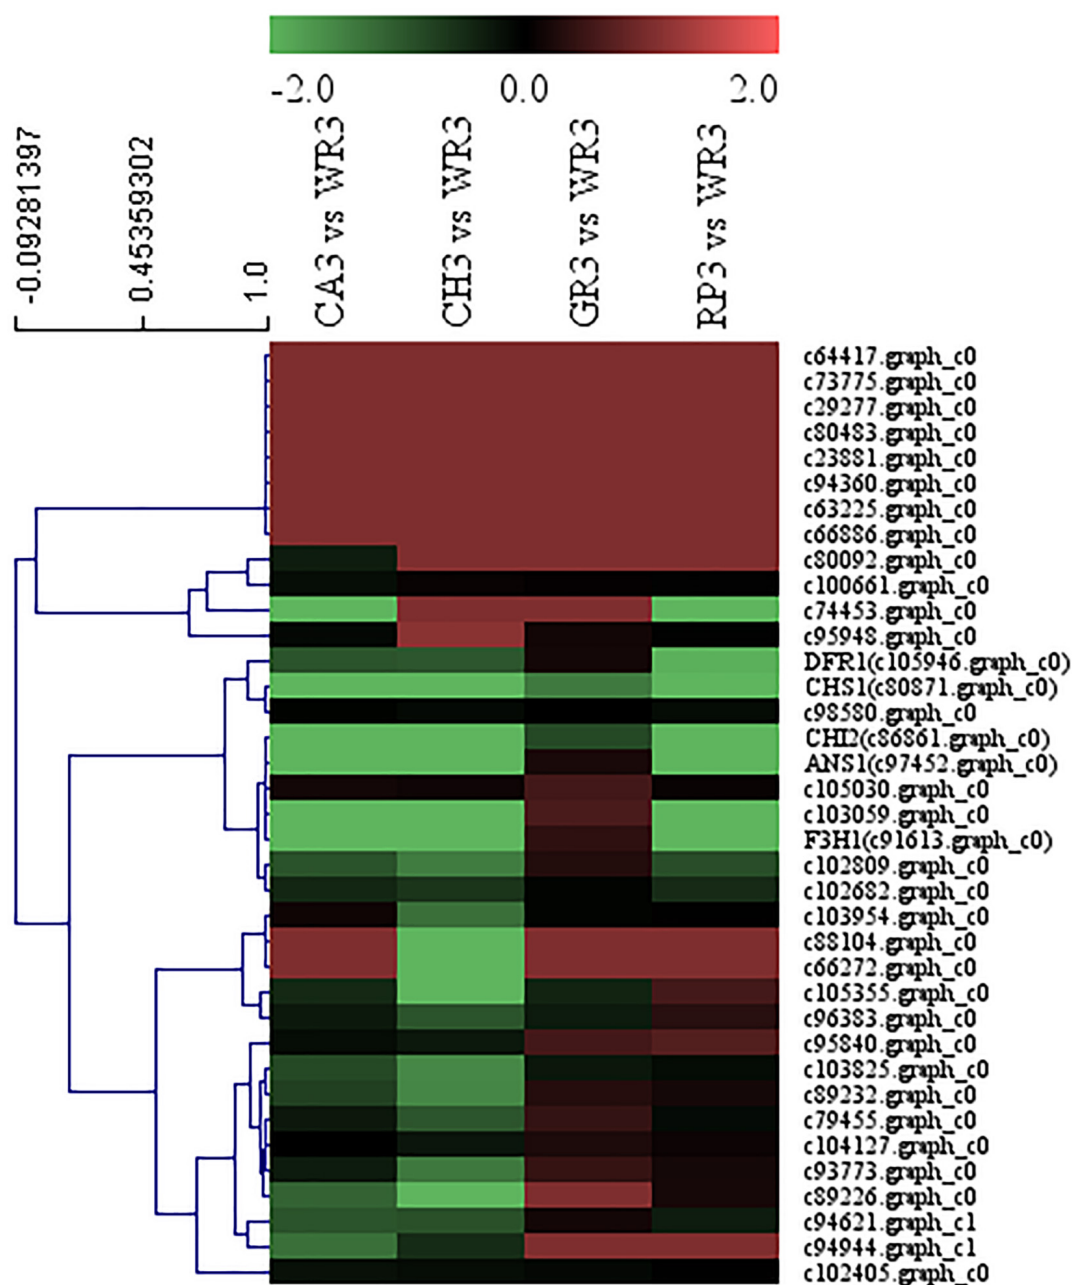 -2.0 0.0 2.0
-0.09281397
0.45359302
1.0
CA3 vs WR3
CH3 vs WR3
GR3 vs WR3
RP3 vs WR3
c64417.graph_c0
c73775.graph_c0
c29277.graph_c0
c80483.graph_c0
c23881.graph_c0
c94360.graph_c0
c63225.graph_c0
c66886.graph_c0
c80092.graph_c0
c100661.graph_c0
c74453.graph_c0
c95948.graph_c0
DFR1(c105946.graph_c0)
CHS1(c80871.graph_c0)
c98580.graph_c0
CHI2(c86861.graph_c0)
ANS1(c97452.graph_c0)
c105030.graph_c0
c103059.graph_c0
F3H1(c91613.graph_c0)
c102809.graph_c0
c102682.graph_c0
c103954.graph_c0
c88104.graph_c0
c66272.graph_c0
c105355.graph_c0
c96383.graph_c0
c95840.graph_c0
c103825.graph_c0
c89232.graph_c0
c79455.graph_c0
c104127.graph_c0
c93773.graph_c0
c89226.graph_c0
c94621.graph_c1
c94944.graph_c1
c102405.graph_c0